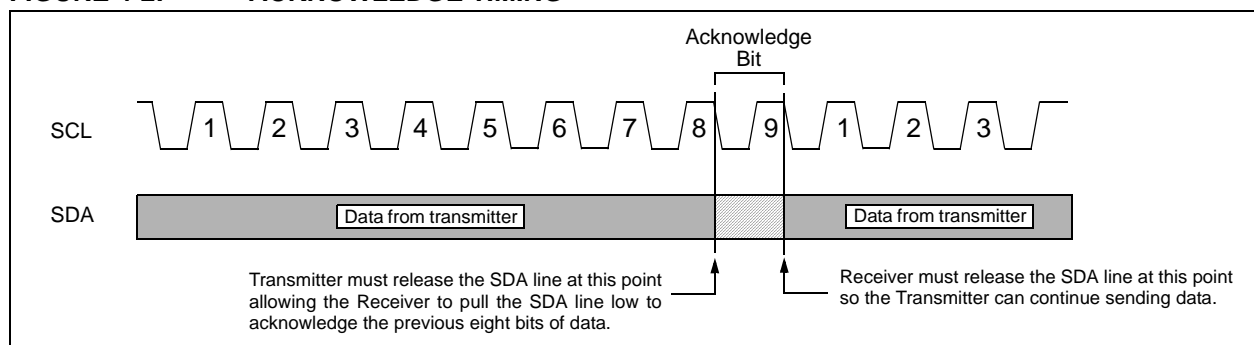 Acknowledge
Bit
SCL
1 2 3 4 5 6 7 8 9 1 2 3
SDA
Data from transmitter
Data from transmitter
Transmitter must release the SDA line at this point
allowing the Receiver to pull the SDA line low to
acknowledge the previous eight bits of data.
Receiver must release the SDA line at this point
so the Transmitter can continue sending data.